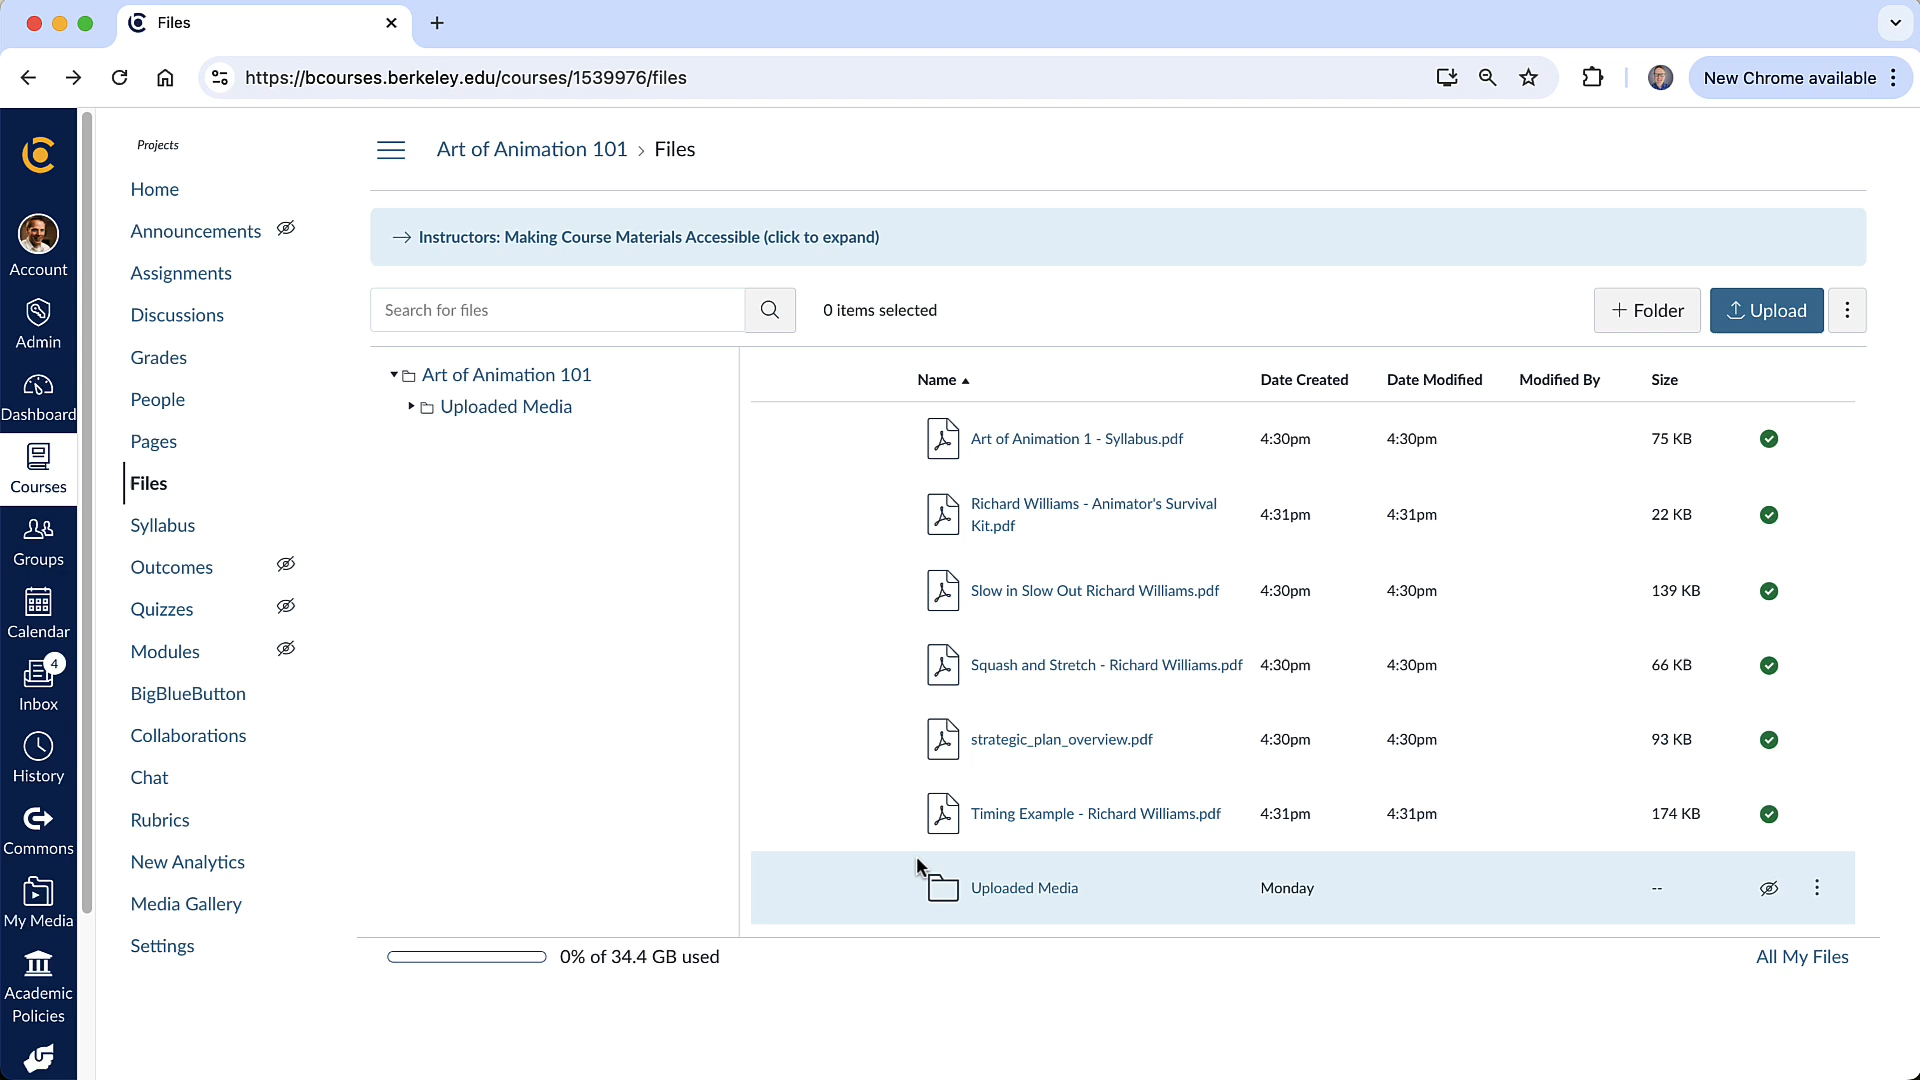 Files
https://bcourses.berkeley.edu/courses/1539976/files
New Chrome available
Account
Admin
Dashboard
Courses
Groups
Calendar
4
Inbox
History
Commons
My Media
Academic
Policies
Projects
Home
Announcements
Assignments
Discussions
Grades
People
Pages
Files
Syllabus
Outcomes
Quizzes
Modules
BigBlueButton
Collaborations
Chat
Rubrics
New Analytics
Media Gallery
Settings
Art of Animation 101 › Files
Instructors: Making Course Materials Accessible (click to expand)
Search for files
0 items selected
+ Folder
Upload
Art of Animation 101
Uploaded Media
Name Date Created Date Modified Modified By Size
Art of Animation 1 - Syllabus.pdf 4:30pm 4:30pm 75 KB
Richard Williams - Animator's Survival
Kit.pdf 4:31pm 4:31pm 22 KB
Slow in Slow Out Richard Williams.pdf 4:30pm 4:30pm 139 KB
Squash and Stretch - Richard Williams.pdf 4:30pm 4:30pm 66 KB
strategic_plan_overview.pdf 4:30pm 4:30pm 93 KB
Timing Example - Richard Williams.pdf 4:31pm 4:31pm 174 KB
Uploaded Media Monday --
0% of 34.4 GB used
All My Files